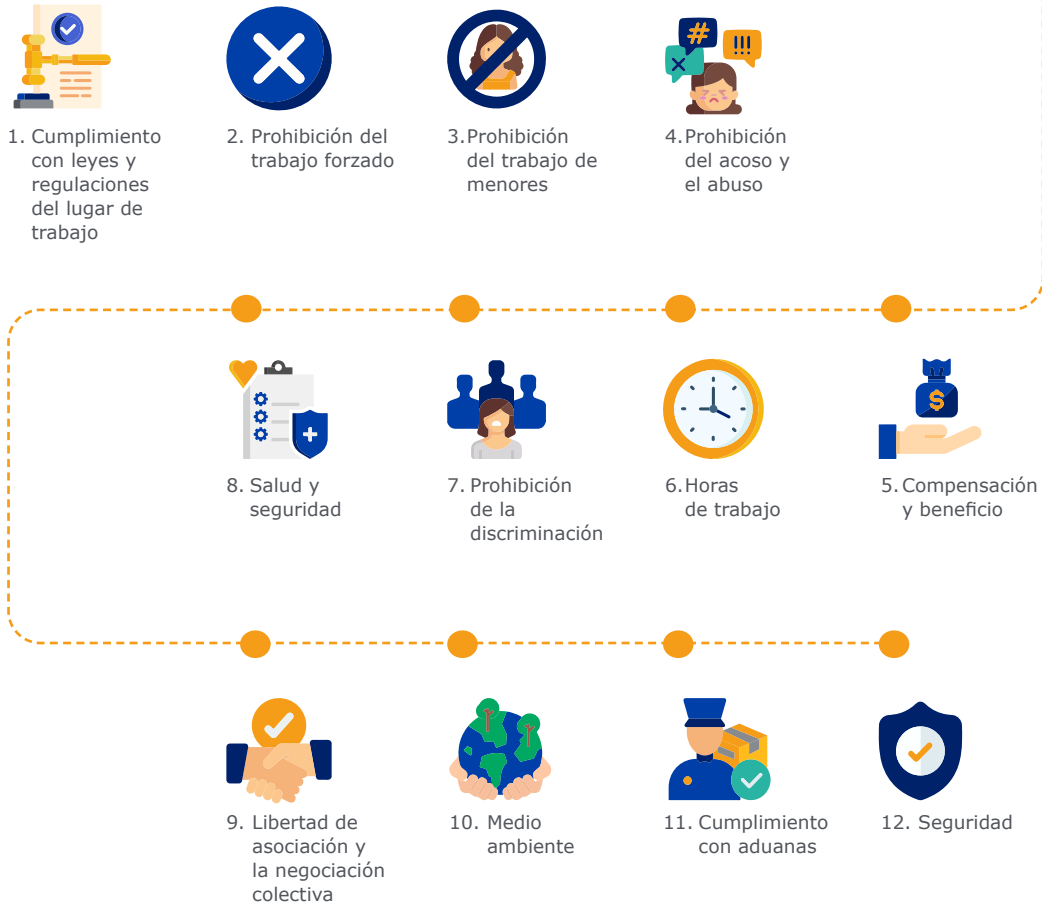 1. Cumplimiento
con leyes y
regulaciones
del lugar de
trabajo
2. Prohibición del
trabajo forzado
3.Prohibición
del trabajo de
menores
4.Prohibición
del acoso y
el abuso
#
!!!
8. Salud y
seguridad
7. Prohibición
de la
discriminación
6.Horas
de trabajo
$
5. Compensación
y beneficio
9. Libertad de
asociación y
la negociación
colectiva
10. Medio
ambiente
11. Cumplimiento
con aduanas
12. Seguridad